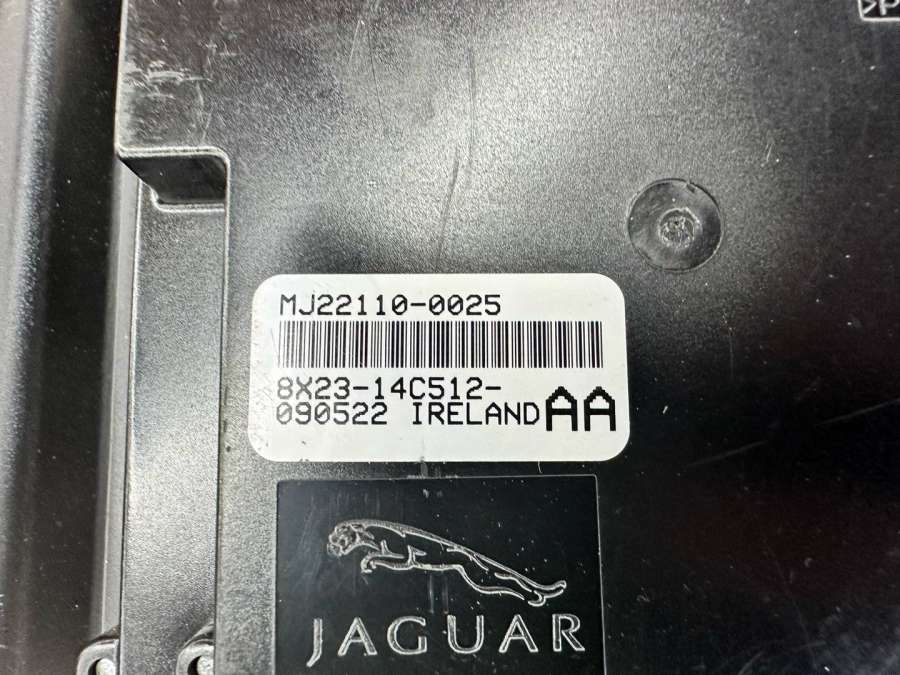 >P
MJ22110-0025
8X23-14C512-
090522 IRELAND AA
JAGUAR